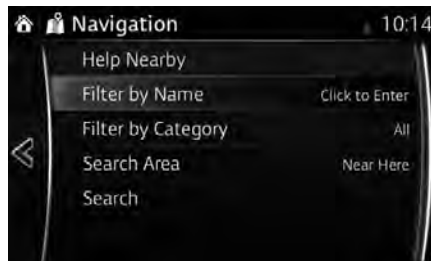 Navigation 10:14
Help Nearby
Filter by Name Click to Enter
Filter by Category All
Search Area Near Here
Search